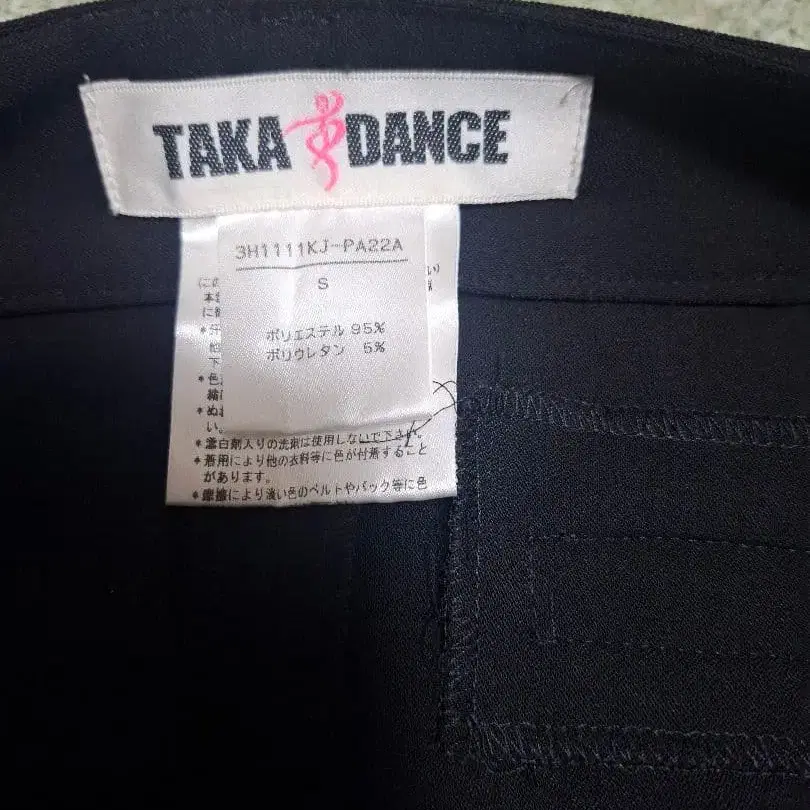 TAKA DANCE
3H1111KJ-PA22A
S
ポリエステル 95%
ポリウレタン 5%
い。
*漂白剤入りの洗剤は使用しないで下さい。
*着用により他の衣料等に色が付着すること
があります。
*摩擦により淡い色のベルトやバック等に色